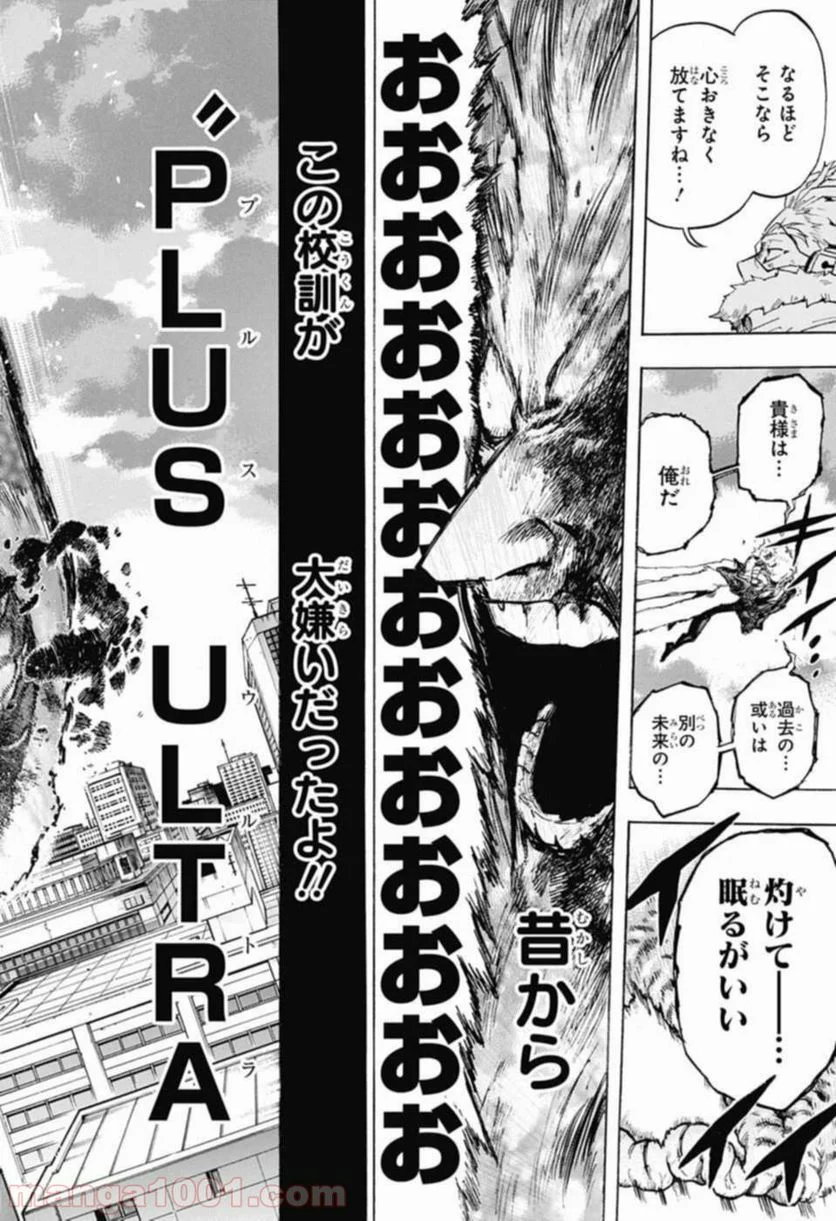 なるほど
そこなら
心おきなく
放てますね…!
貴様は…
俺だ
過去の…
或いは
別の
未来の…
灼けて――…
眠るがいい
昔から
おおおおおおおおおおおおぉ
この校訓が
大嫌いだったよ!!
〝PLUS ULTRA
manga1001.com